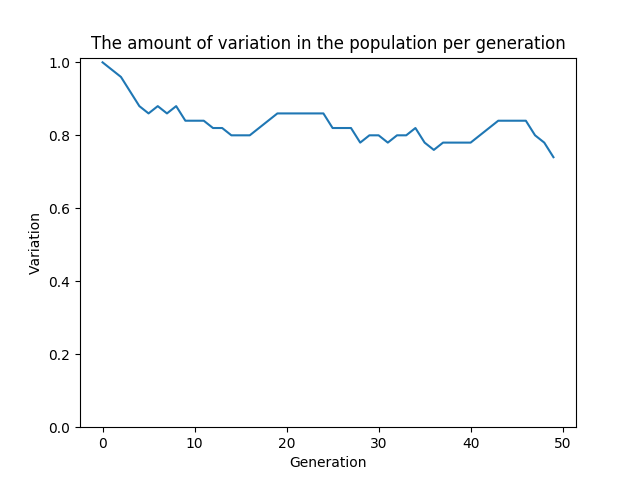 The amount of variation in the population per generation
1.0
0.8
0.6
0.4
0.2
0.0
Variation
0 10 20 30 40 50
Generation